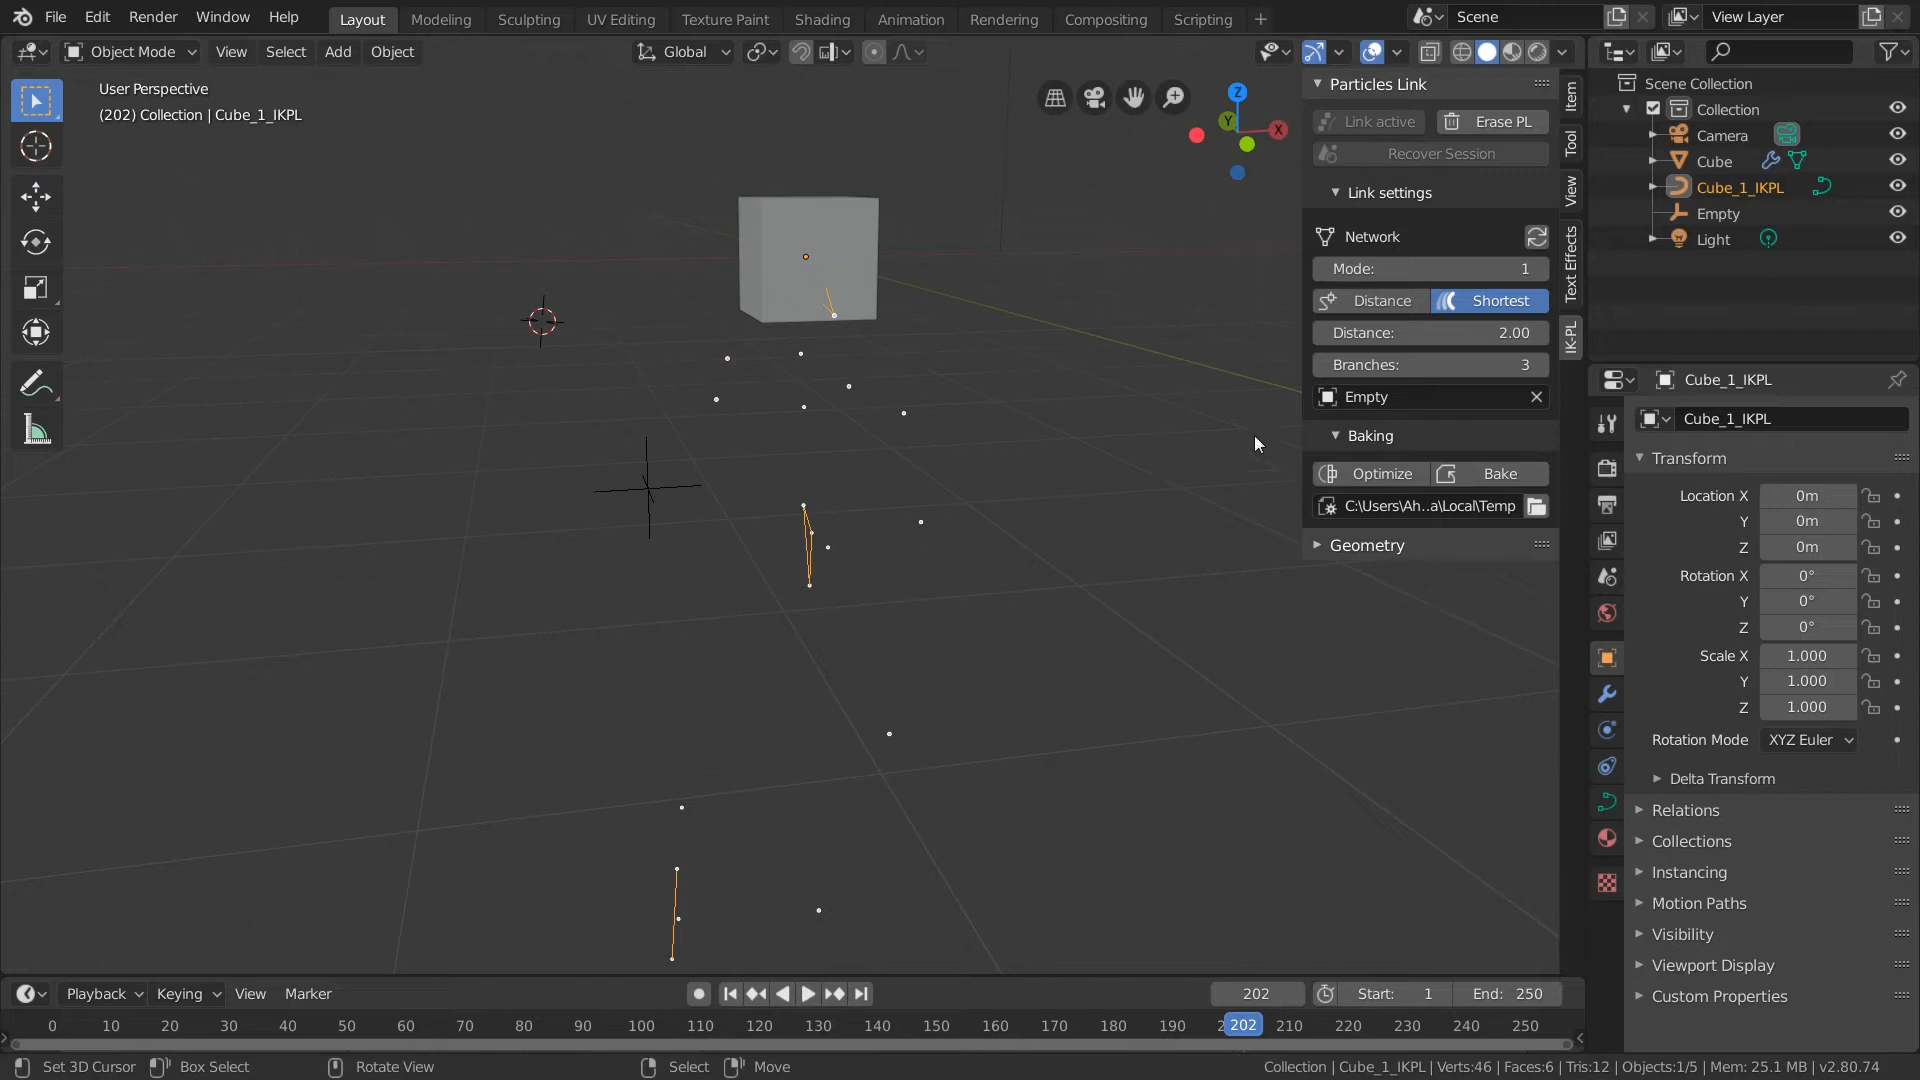 File Edit Render Window Help Layout Modeling Sculpting UV Editing Texture Paint Shading Animation Rendering Compositing Scripting + Scene View Layer
Object Mode View Select Add Object Global
User Perspective
(202) Collection | Cube_1_IKPL
Z
Y
X
Particles Link
Link active Erase PL
Recover Session
Link settings
Network
Mode: 1
Distance Shortest
Distance: 2.00
Branches: 3
Empty
Baking
Optimize Bake
C:\Users\Ah..a\Local\Temp
Geometry
Item
Tool
View
Text Effects
IK-PL
Scene Collection
Collection
Camera
Cube
Cube_1_IKPL
Empty
Light
Cube_1_IKPL
Cube_1_IKPL
Transform
Location X 0m
Y 0m
Z 0m
Rotation X 0°
Y 0°
Z 0°
Scale X 1.000
Y 1.000
Z 1.000
Rotation Mode XYZ Euler
Delta Transform
Relations
Collections
Instancing
Motion Paths
Visibility
Viewport Display
Custom Properties
Playback Keying View Marker 202 Start: 1 End: 250
0 10 20 30 40 50 60 70 80 90 100 110 120 130 140 150 160 170 180 190 202 210 220 230 240 250
Set 3D Cursor Box Select Rotate View Select Move Collection | Cube_1_IKPL | Verts:46 | Faces:6 | Tris:12 | Objects:1/5 | Mem: 25.1 MB | v2.80.74